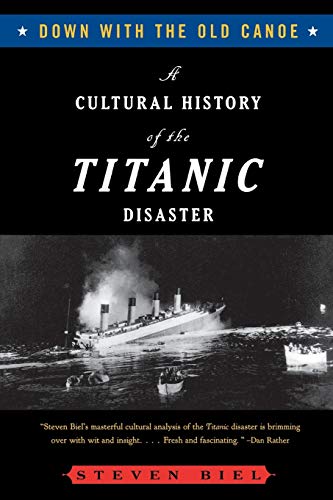 ★ DOWN WITH THE OLD CANOE ★
A
CULTURAL HISTORY
of the
TITANIC
DISASTER
"Steven Biel's masterful cultural analysis of the Titanic disaster is brimming
over with wit and insight. . . . Fresh and fascinating. " –Dan Rather
STEVEN BIEL